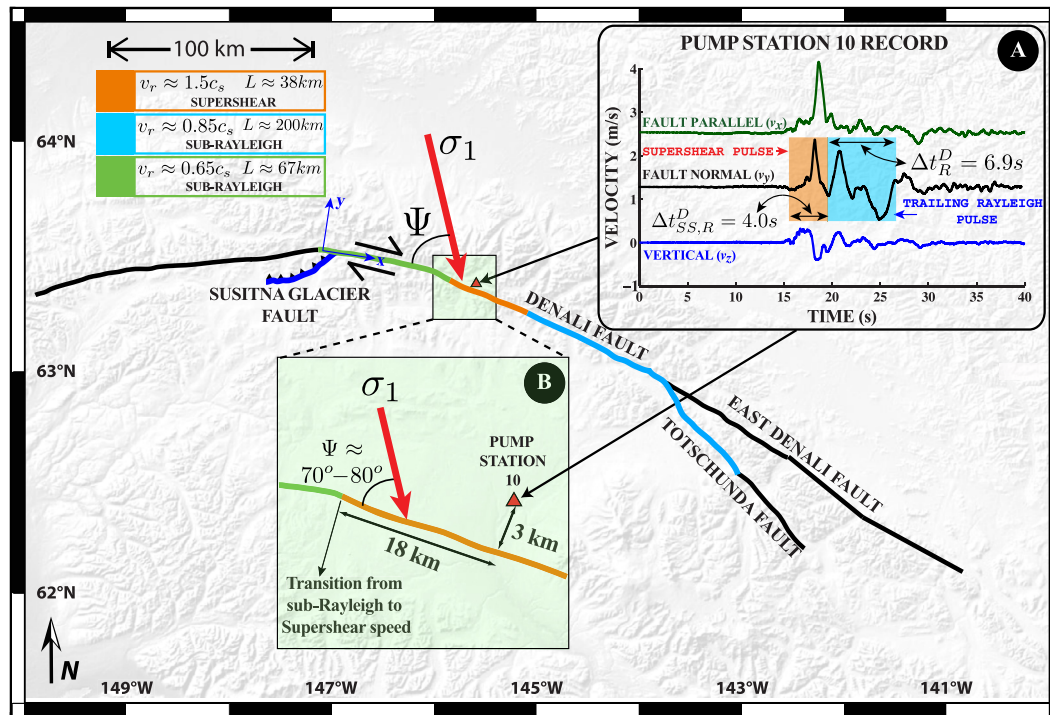 100 km
v_r ≈ 1.5c_s L ≈ 38km
SUPERSHEAR
v_r ≈ 0.85c_s L ≈ 200km
SUB-RAYLEIGH
v_r ≈ 0.65c_s L ≈ 67km
SUB-RAYLEIGH
64°N
63°N
62°N
149°W
147°W
145°W
143°W
141°W
N
y
x
Ψ
σ₁
SUSITNA GLACIER
FAULT
DENALI FAULT
EAST DENALI FAULT
TOTSCHUNDA FAULT
PUMP STATION 10 RECORD
A
VELOCITY (m/s)
4
3
2
1
0
−1
FAULT PARALLEL (v_x)
SUPERSHEAR PULSE
Δt_R^D = 6.9s
FAULT NORMAL (v_y)
Δt_{SS,R}^D = 4.0s
TRAILING RAYLEIGH
PULSE
VERTICAL (v_z)
0
5
10
15
20
25
30
35
40
TIME (s)
B
σ₁
Ψ ≈
70°−80°
PUMP
STATION
10
3 km
18 km
Transition from
sub-Rayleigh to
Supershear speed